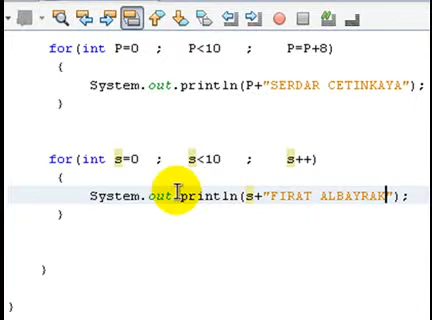 for(int P=0 ; P<10 ; P=P+8)
{
System.out.println(P+"SERDAR CETINKAYA");
}
for(int s=0 ; s<10 ; s++)
{
System.out.println(s+"FIRAT ALBAYRAK");
}
}
}